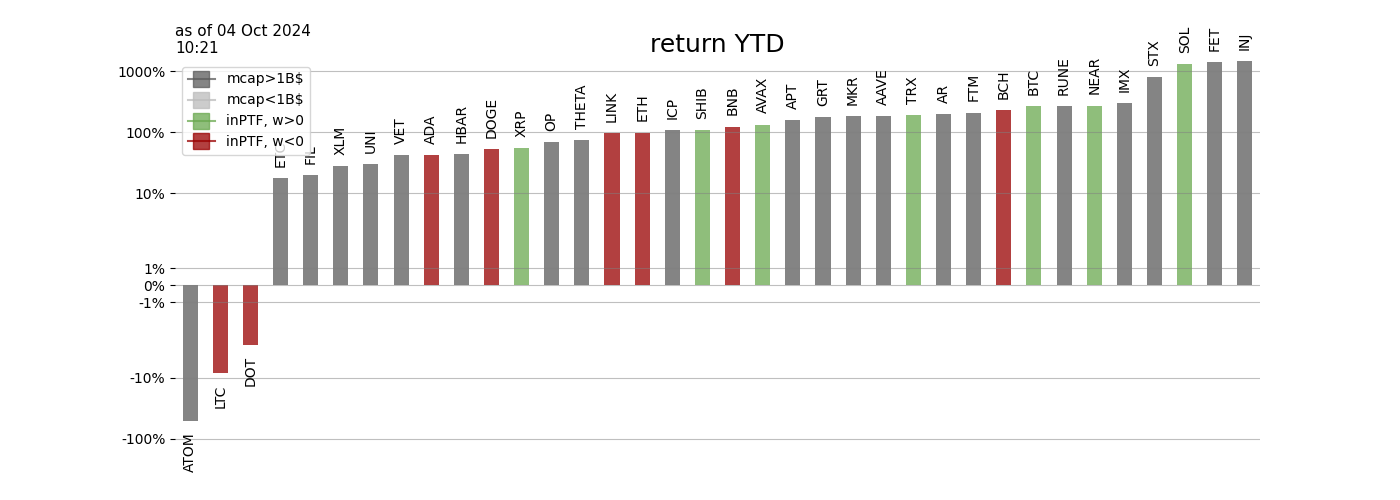 as of 04 Oct 2024
10:21
return YTD
mcap>1B$
mcap<1B$
inPTF, w>0
inPTF, w<0
1000%
100%
10%
1%
0%
-1%
-10%
-100%
ATOM
LTC
DOT
ETC
FIL
XLM
UNI
VET
ADA
HBAR
DOGE
XRP
OP
THETA
LINK
ETH
ICP
SHIB
BNB
AVAX
APT
GRT
MKR
AAVE
TRX
AR
FTM
BCH
BTC
RUNE
NEAR
IMX
STX
SOL
FET
INJ